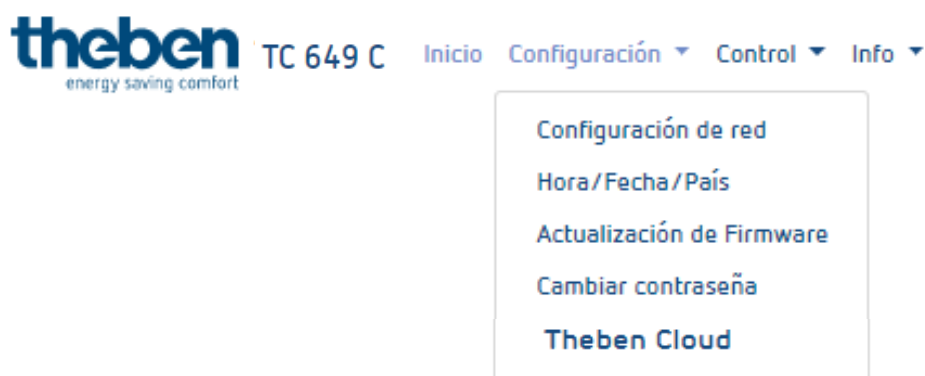 theben TC 649 C Inicio Configuración Control Info
energy saving comfort
Configuración de red
Hora/Fecha/País
Actualización de Firmware
Cambiar contraseña
Theben Cloud